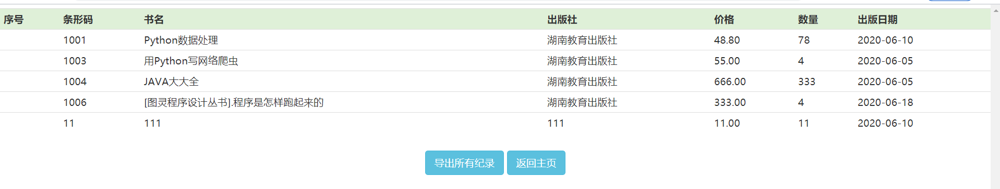 序号 条形码 书名 出版社 价格 数量 出版日期
1001 Python数据处理 湖南教育出版社 48.80 78 2020-06-10
1003 用Python写网络爬虫 湖南教育出版社 55.00 4 2020-06-05
1004 JAVA大大全 湖南教育出版社 666.00 333 2020-06-05
1006 [图灵程序设计丛书].程序是怎样跑起来的 湖南教育出版社 333.00 4 2020-06-18
11 111 111 11.00 11 2020-06-10
导出所有纪录 返回主页